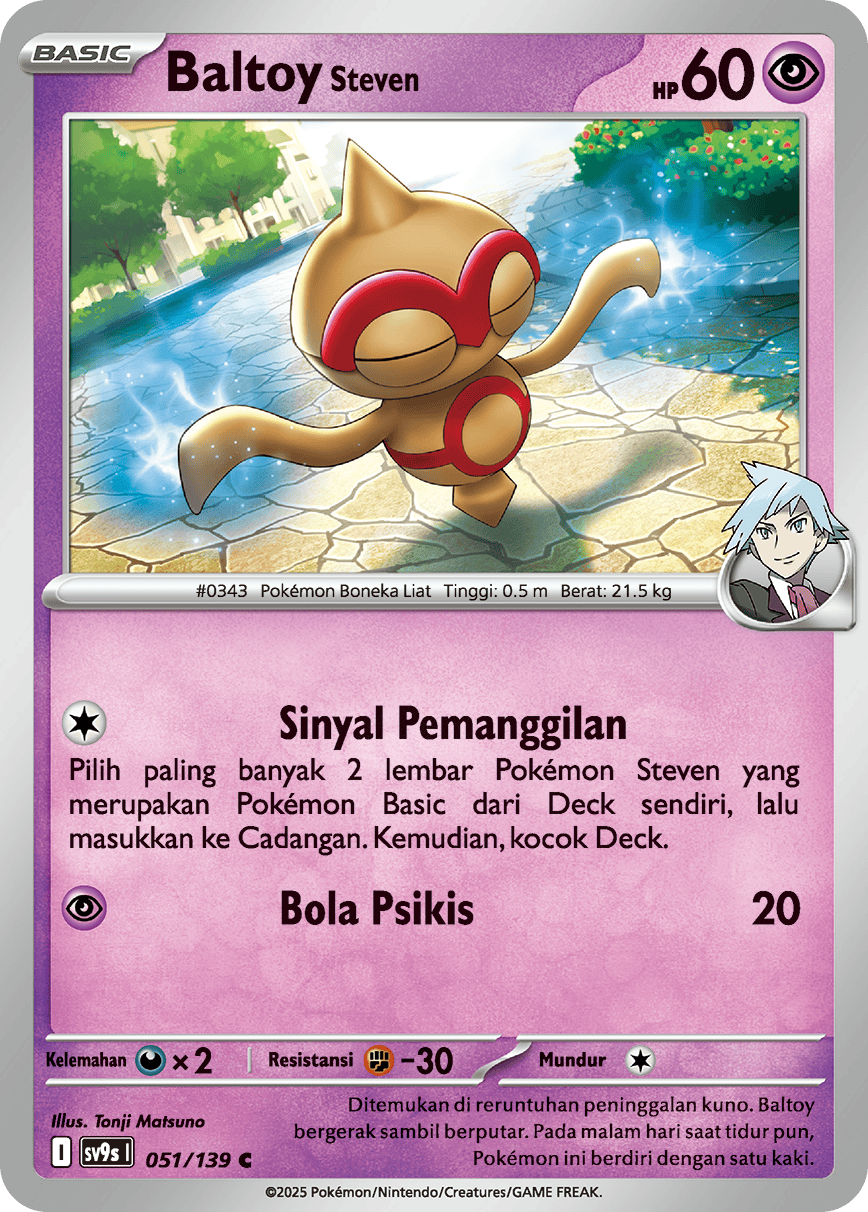 BASIC
Baltoy Steven
HP 60
#0343 Pokémon Boneka Liat Tinggi: 0.5 m Berat: 21.5 kg
Sinyal Pemanggilan
Pilih paling banyak 2 lembar Pokémon Steven yang
merupakan Pokémon Basic dari Deck sendiri, lalu
masukkan ke Cadangan. Kemudian, kocok Deck.
Bola Psikis 20
Kelemahan ×2 Resistansi -30 Mundur
Illus. Tonji Matsuno
I sv9s I 051/139 C
Ditemukan di reruntuhan peninggalan kuno. Baltoy
bergerak sambil berputar. Pada malam hari saat tidur pun,
Pokémon ini berdiri dengan satu kaki.
©2025 Pokémon/Nintendo/Creatures/GAME FREAK.